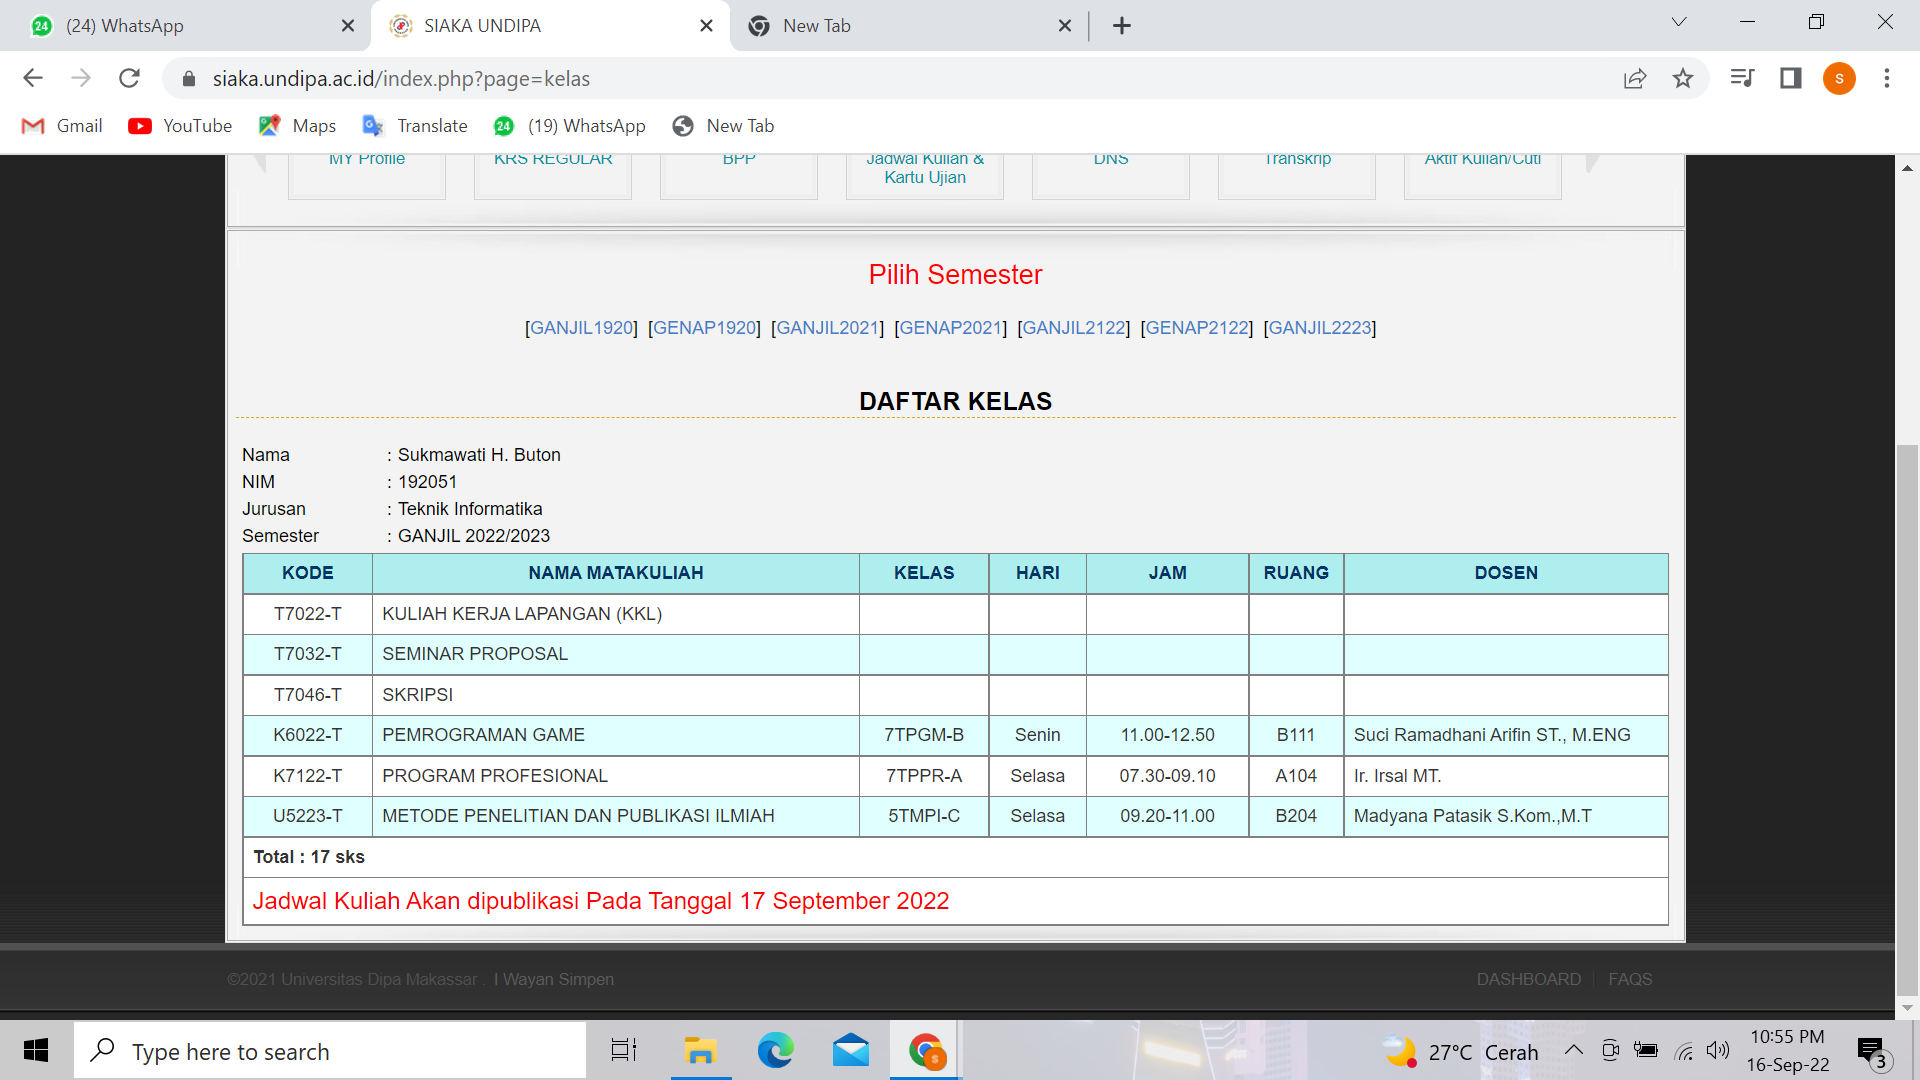 24 (24) WhatsApp SIAKA UNDIPA New Tab
siaka.undipa.ac.id/index.php?page=kelas s
Gmail YouTube Maps Translate 24 (19) WhatsApp New Tab
MY Profile KRS REGULAR BPP Jadwal Kuliah & DNS Transkrip Aktif Kuliah/Cuti
Kartu Ujian
Pilih Semester
[GANJIL1920] [GENAP1920] [GANJIL2021] [GENAP2021] [GANJIL2122] [GENAP2122] [GANJIL2223]
DAFTAR KELAS
Nama : Sukmawati H. Buton
NIM : 192051
Jurusan : Teknik Informatika
Semester : GANJIL 2022/2023
KODE NAMA MATAKULIAH KELAS HARI JAM RUANG DOSEN
T7022-T KULIAH KERJA LAPANGAN (KKL)
T7032-T SEMINAR PROPOSAL
T7046-T SKRIPSI
K6022-T PEMROGRAMAN GAME 7TPGM-B Senin 11.00-12.50 B111 Suci Ramadhani Arifin ST., M.ENG
K7122-T PROGRAM PROFESIONAL 7TPPR-A Selasa 07.30-09.10 A104 Ir. Irsal MT.
U5223-T METODE PENELITIAN DAN PUBLIKASI ILMIAH 5TMPI-C Selasa 09.20-11.00 B204 Madyana Patasik S.Kom.,M.T
Total : 17 sks
Jadwal Kuliah Akan dipublikasi Pada Tanggal 17 September 2022
©2021 Universitas Dipa Makassar . I Wayan Simpen DASHBOARD FAQS
Type here to search s 27°C Cerah 10:55 PM
16-Sep-22 3